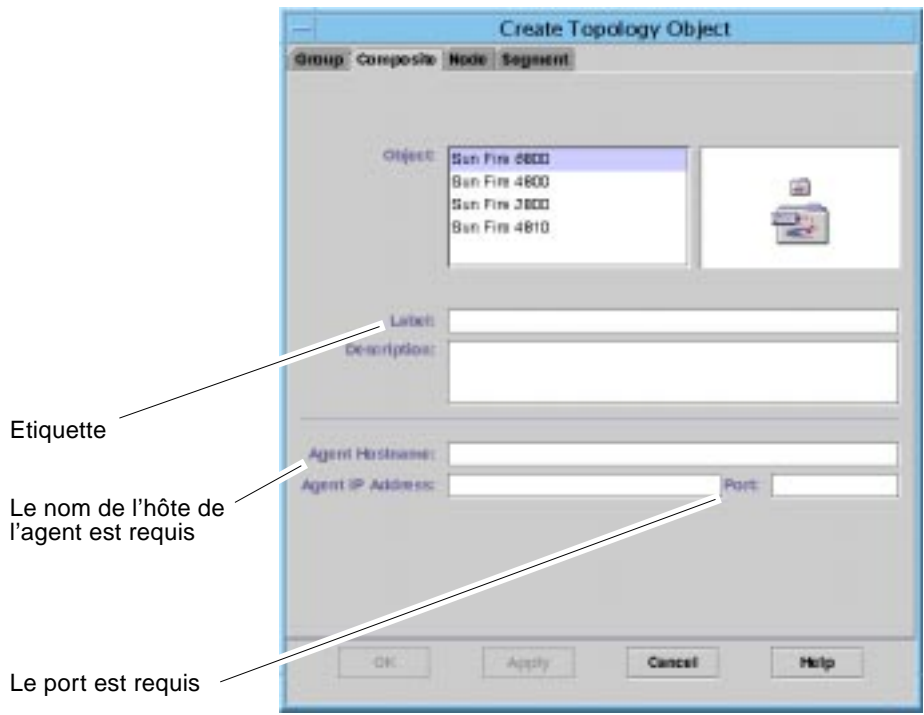 Create Topology Object
Group Composite Node Segment
Object:
Sun Fire 6800
Sun Fire 4800
Sun Fire 3800
Sun Fire 4810
Label:
Description:
Etiquette
Agent Hostname:
Agent IP Address:
Port:
Le nom de l'hôte de
l'agent est requis
OK Apply Cancel Help
Le port est requis